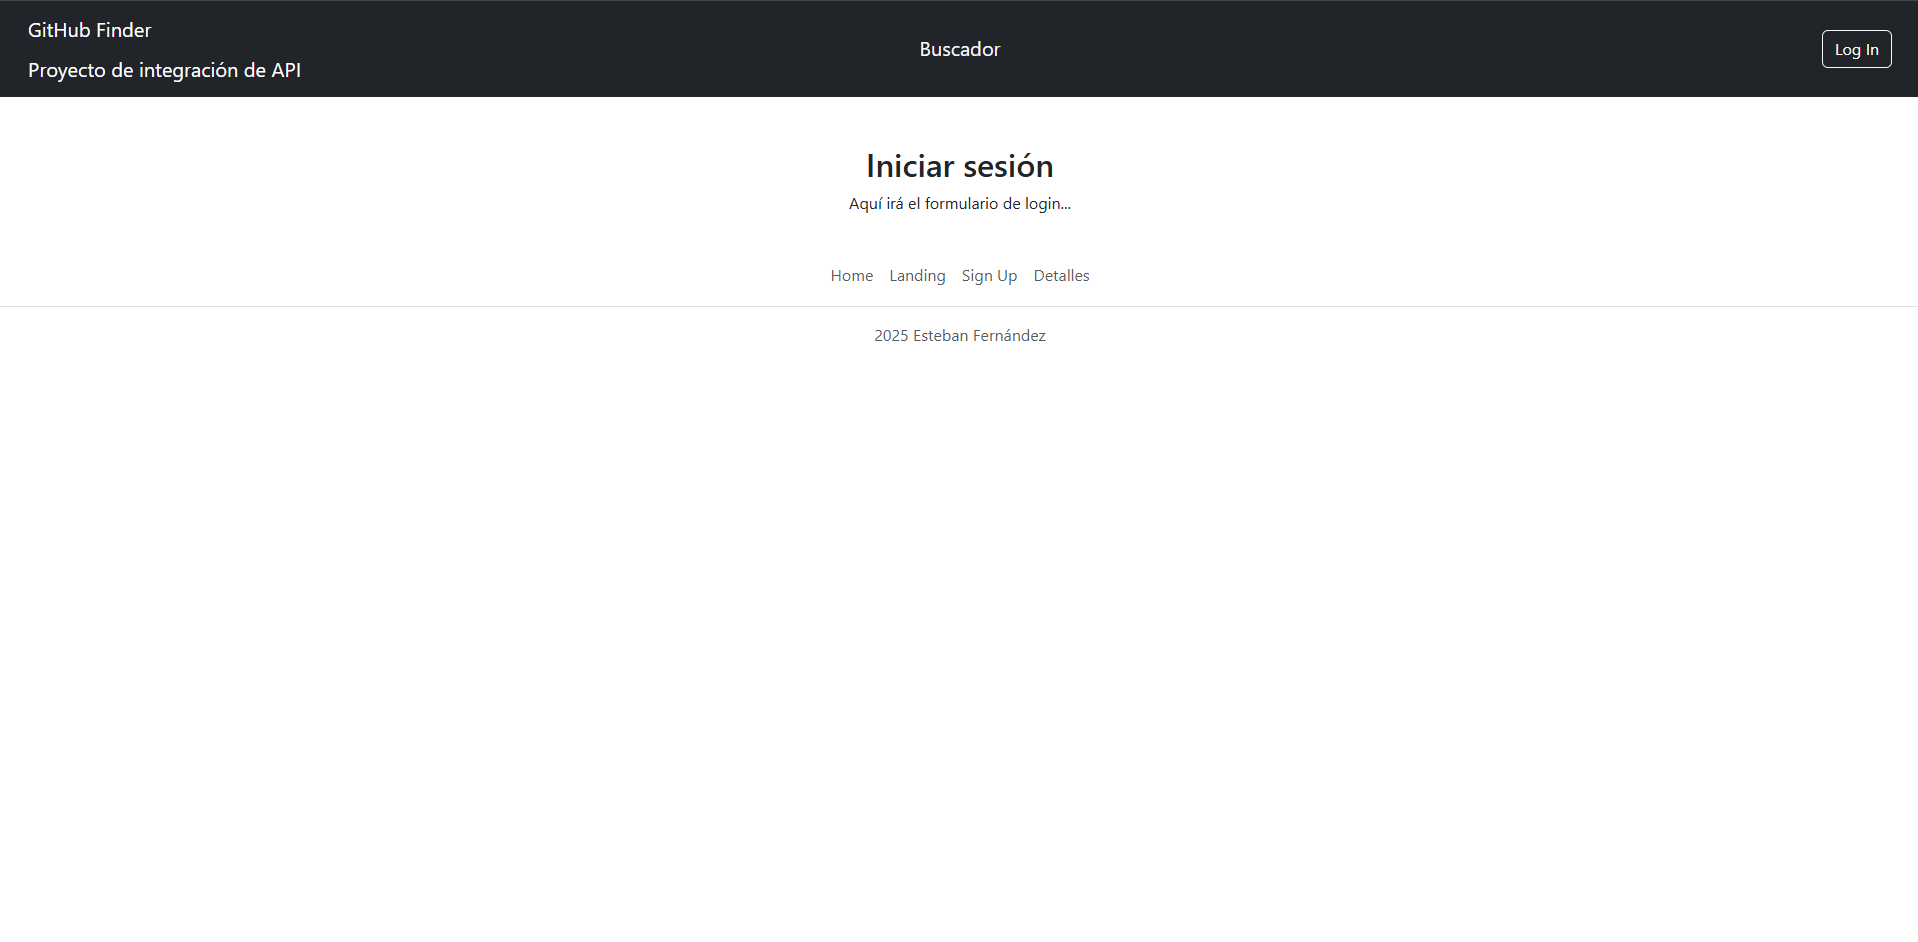 GitHub Finder
Proyecto de integración de API
Buscador
Log In
Iniciar sesión
Aquí irá el formulario de login...
Home Landing Sign Up Detalles
2025 Esteban Fernández